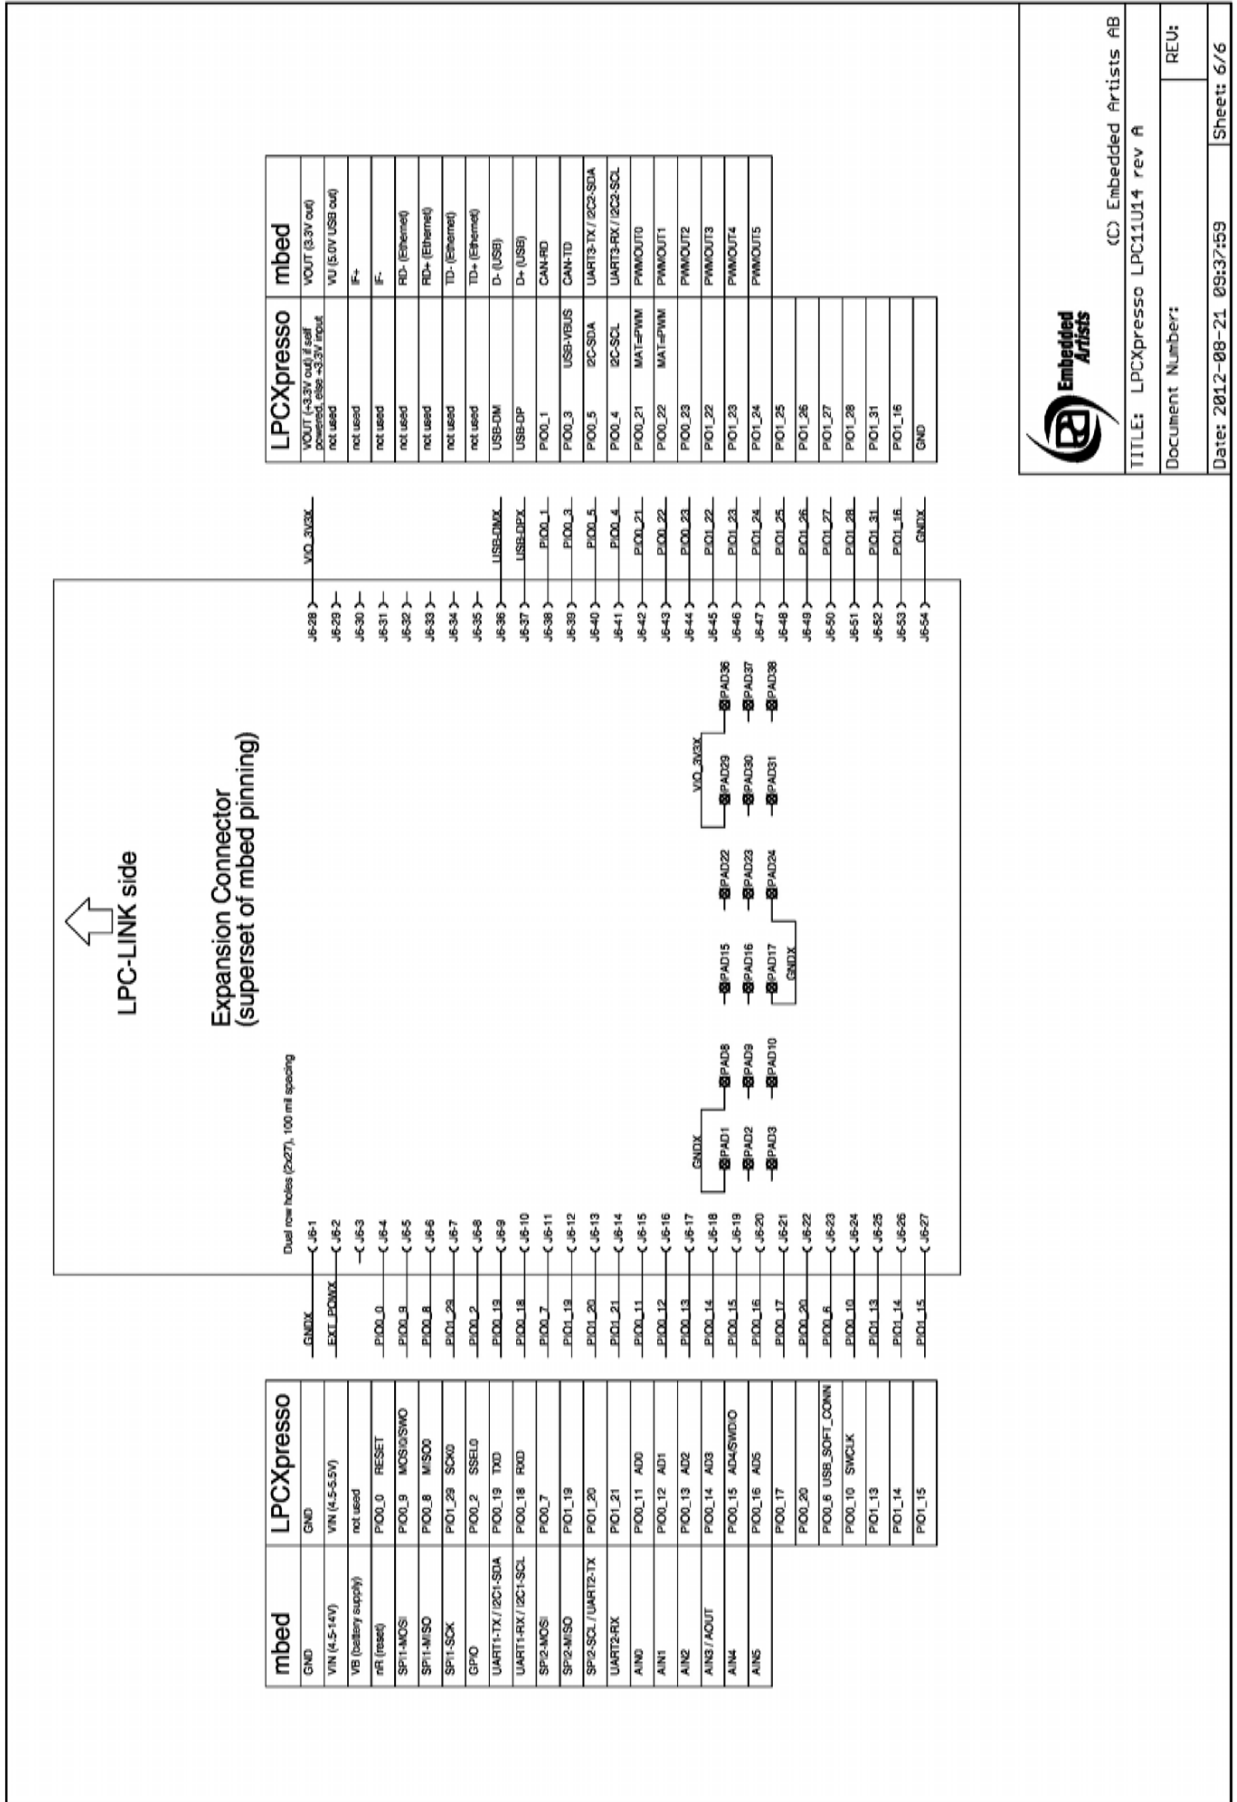 LPC-LINK side
Expansion Connector
(superset of mbed pinning)
Dual row holes (2x27), 100 mil spacing
mbed LPCXpresso
GND GND GNDX J6-1
VIN (4.5-14V) VIN (4.5-5.5V) EXT_POWX J6-2
VB (battery supply) not used J6-3
nR (reset) PIO0_0 RESET PIO0_0 J6-4
SPI1-MOSI PIO0_9 MOSI0/SWO PIO0_9 J6-5
SPI1-MISO PIO0_8 MISO0 PIO0_8 J6-6
SPI1-SCK PIO1_29 SCK0 PIO1_29 J6-7
GPIO PIO0_2 SSEL0 PIO0_2 J6-8
UART1-TX / I2C1-SDA PIO0_19 TXD PIO0_19 J6-9
UART1-RX / I2C1-SCL PIO0_18 RXD PIO0_18 J6-10
SPI2-MOSI PIO0_7 PIO0_7 J6-11
SPI2-MISO PIO1_19 PIO1_19 J6-12
SPI2-SCL / UART2-TX PIO1_20 PIO1_20 J6-13
UART2-RX PIO1_21 PIO1_21 J6-14
AIN0 PIO0_11 AD0 PIO0_11 J6-15
AIN1 PIO0_12 AD1 PIO0_12 J6-16
AIN2 PIO0_13 AD2 PIO0_13 J6-17
AIN3 / AOUT PIO0_14 AD3 PIO0_14 J6-18
AIN4 PIO0_15 AD4/SWDIO PIO0_15 J6-19
AIN5 PIO0_16 AD5 PIO0_16 J6-20
PIO0_17 PIO0_17 J6-21
PIO0_20 PIO0_20 J6-22
PIO0_6 USB_SOFT_CONN PIO0_6 J6-23
PIO0_10 SWCLK PIO0_10 J6-24
PIO1_13 PIO1_13 J6-25
PIO1_14 PIO1_14 J6-26
PIO1_15 PIO1_15 J6-27
GNDX
VIO_3V3X
PAD1 PAD8 PAD15 PAD22 PAD29 PAD36
PAD2 PAD9 PAD16 PAD23 PAD30 PAD37
PAD3 PAD10 PAD17 PAD24 PAD31 PAD38
GNDX
LPCXpresso mbed
J6-28 VIO_3V3X VOUT (+3.3V out) if self powered, else +3.3V input VOUT (3.3V out)
J6-29 not used VU (5.0V USB out)
J6-30 not used IF+
J6-31 not used IF-
J6-32 not used RD- (Ethernet)
J6-33 not used RD+ (Ethernet)
J6-34 not used TD- (Ethernet)
J6-35 not used TD+ (Ethernet)
J6-36 USB-DMX USB-DM D- (USB)
J6-37 USB-DPX USB-DP D+ (USB)
J6-38 PIO0_1 PIO0_1 CAN-RD
J6-39 PIO0_3 PIO0_3 USB-VBUS CAN-TD
J6-40 PIO0_5 PIO0_5 I2C-SDA UART3-TX / I2C2-SDA
J6-41 PIO0_4 PIO0_4 I2C-SCL UART3-RX / I2C2-SCL
J6-42 PIO0_21 PIO0_21 MAT=PWM PWMOUT0
J6-43 PIO0_22 PIO0_22 MAT=PWM PWMOUT1
J6-44 PIO0_23 PIO0_23 PWMOUT2
J6-45 PIO1_22 PIO1_22 PWMOUT3
J6-46 PIO1_23 PIO1_23 PWMOUT4
J6-47 PIO1_24 PIO1_24 PWMOUT5
J6-48 PIO1_25 PIO1_25
J6-49 PIO1_26 PIO1_26
J6-50 PIO1_27 PIO1_27
J6-51 PIO1_28 PIO1_28
J6-52 PIO1_31 PIO1_31
J6-53 PIO1_16 PIO1_16
J6-54 GNDX GND
Embedded
Artists
(C) Embedded Artists AB
TITLE: LPCXpresso LPC11U14 rev A
Document Number: REV:
Date: 2012-08-21 09:37:59 Sheet: 6/6